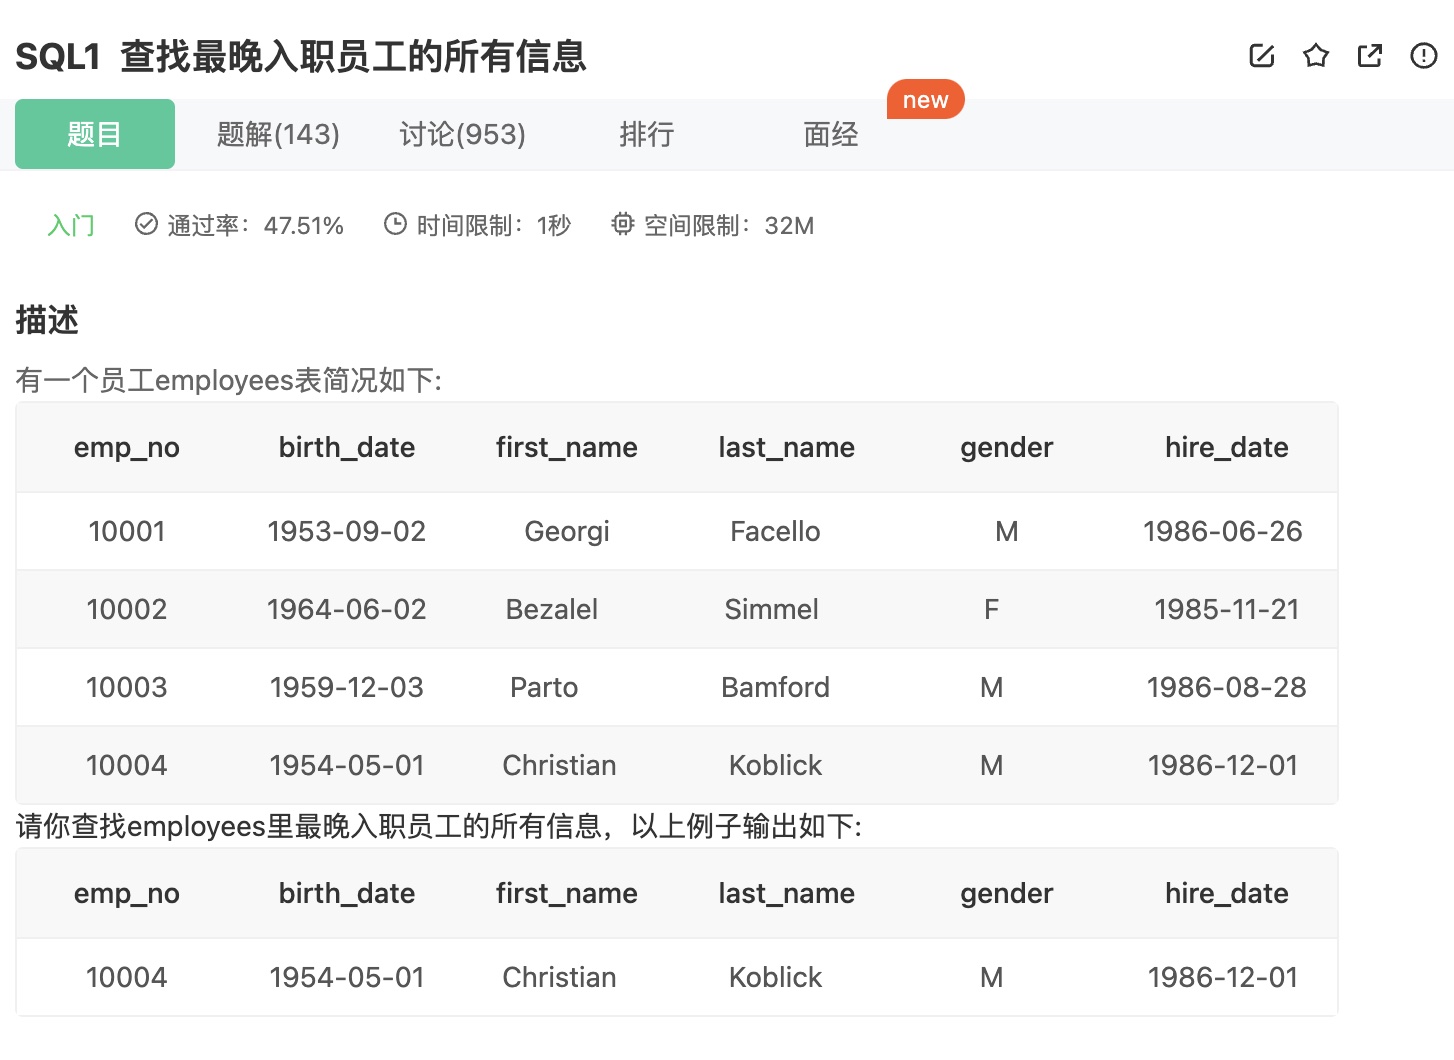 SQL1 查找最晚入职员工的所有信息
new
题目 题解(143) 讨论(953) 排行 面经
入门 通过率：47.51% 时间限制：1秒 空间限制：32M
描述
有一个员工employees表简况如下:
emp_no birth_date first_name last_name gender hire_date
10001 1953-09-02 Georgi Facello M 1986-06-26
10002 1964-06-02 Bezalel Simmel F 1985-11-21
10003 1959-12-03 Parto Bamford M 1986-08-28
10004 1954-05-01 Christian Koblick M 1986-12-01
请你查找employees里最晚入职员工的所有信息，以上例子输出如下:
emp_no birth_date first_name last_name gender hire_date
10004 1954-05-01 Christian Koblick M 1986-12-01